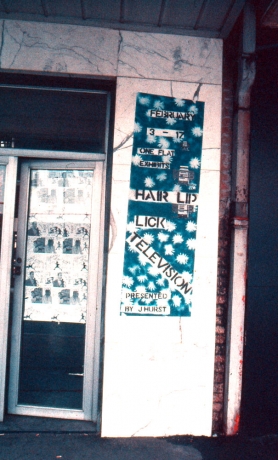 FEBRUARY
3 - 17
ONE FLAT
EXHIBITS
HAIR LIP
LICK
TELEVISION
PRESENTED
BY J HURST